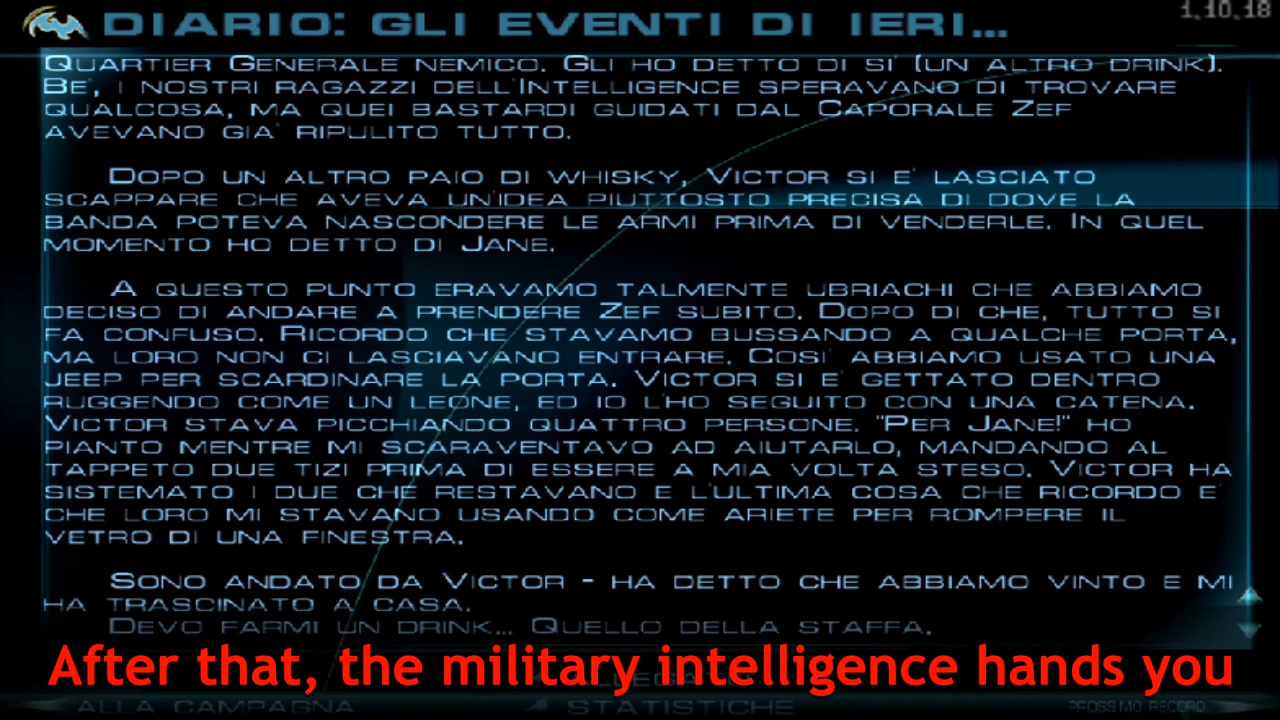 DIARIO: GLI EVENTI DI IERI...
1.10.18
QUARTIER GENERALE NEMICO. GLI HO DETTO DI SI' (UN ALTRO DRINK).
BE', I NOSTRI RAGAZZI DELL'INTELLIGENCE SPERAVANO DI TROVARE
QUALCOSA, MA QUEI BASTARDI GUIDATI DAL CAPORALE ZEF
AVEVANO GIA' RIPULITO TUTTO.
DOPO UN ALTRO PAIO DI WHISKY, VICTOR SI E' LASCIATO
SCAPPARE CHE AVEVA UN'IDEA PIUTTOSTO PRECISA DI DOVE LA
BANDA POTEVA NASCONDERE LE ARMI PRIMA DI VENDERLE. IN QUEL
MOMENTO HO DETTO DI JANE.
A QUESTO PUNTO ERAVAMO TALMENTE UBRIACHI CHE ABBIAMO
DECISO DI ANDARE A PRENDERE ZEF SUBITO. DOPO DI CHE, TUTTO SI
FA CONFUSO. RICORDO CHE STAVAMO BUSSANDO A QUALCHE PORTA,
MA LORO NON CI LASCIAVANO ENTRARE. COSI' ABBIAMO USATO UNA
JEEP PER SCARDINARE LA PORTA. VICTOR SI E' GETTATO DENTRO
RUGGENDO COME UN LEONE, ED IO L'HO SEGUITO CON UNA CATENA.
VICTOR STAVA PICCHIANDO QUATTRO PERSONE. "PER JANE!" HO
PIANTO MENTRE MI SCARAVENTAVO AD AIUTARLO, MANDANDO AL
TAPPETO DUE TIZI PRIMA DI ESSERE A MIA VOLTA STESO. VICTOR HA
SISTEMATO I DUE CHE RESTAVANO E L'ULTIMA COSA CHE RICORDO E'
CHE LORO MI STAVANO USANDO COME ARIETE PER ROMPERE IL
VETRO DI UNA FINESTRA.
SONO ANDATO DA VICTOR - HA DETTO CHE ABBIAMO VINTO E MI
HA TRASCINATO A CASA.
DEVO FARMI UN DRINK... QUELLO DELLA STAFFA.
After that, the military intelligence hands you
ALLA CAMPAGNA
STATISTICHE
PROSSIMO RECORD